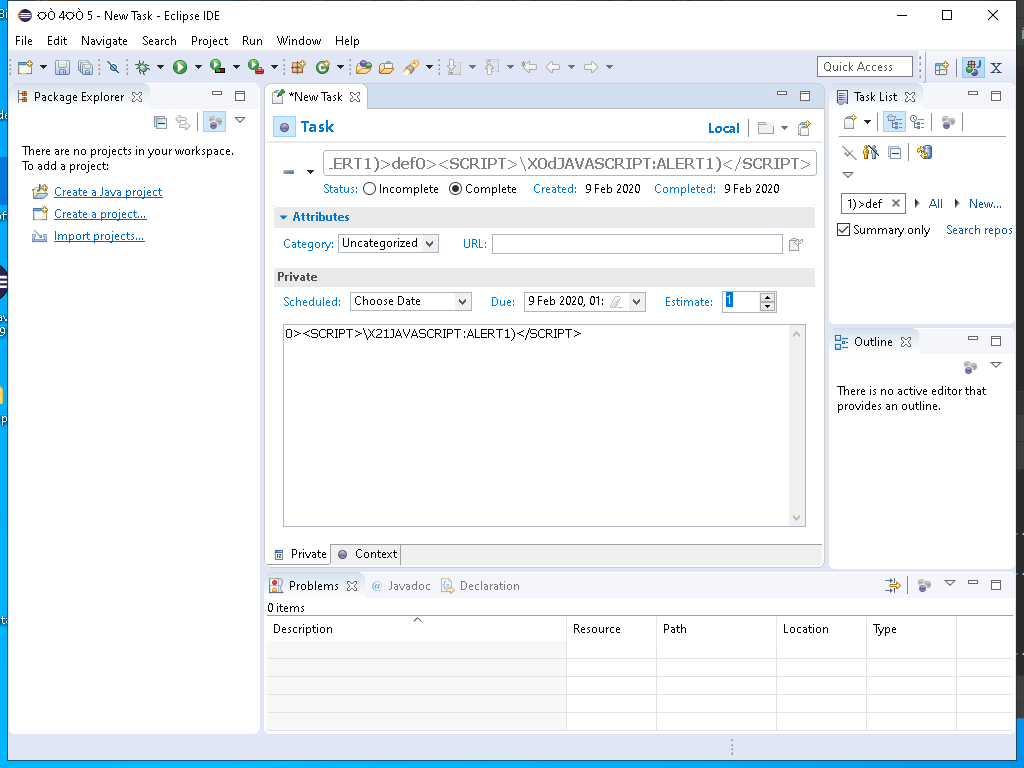 ОÒ 4ОÒ 5 - New Task - Eclipse IDE
File Edit Navigate Search Project Run Window Help
Quick Access
Package Explorer
There are no projects in your workspace.
To add a project:
Create a Java project
Create a project...
Import projects...
*New Task
Task
Local
.ERT1)>def0><SCRIPT>\X0dJAVASCRIPT:ALERT1)</SCRIPT>
Status: Incomplete Complete Created: 9 Feb 2020 Completed: 9 Feb 2020
Attributes
Category: Uncategorized URL:
Private
Scheduled: Choose Date Due: 9 Feb 2020, 01: Estimate: 1
0><SCRIPT>\X21JAVASCRIPT:ALERT1)</SCRIPT>
Private Context
Task List
1)>def All New...
Summary only Search repos
Outline
There is no active editor that
provides an outline.
Problems @ Javadoc Declaration
0 items
Description Resource Path Location Type